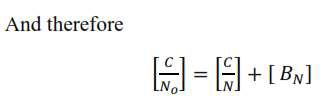 And therefore
[C/N₀] = [C/N] + [ B_N]